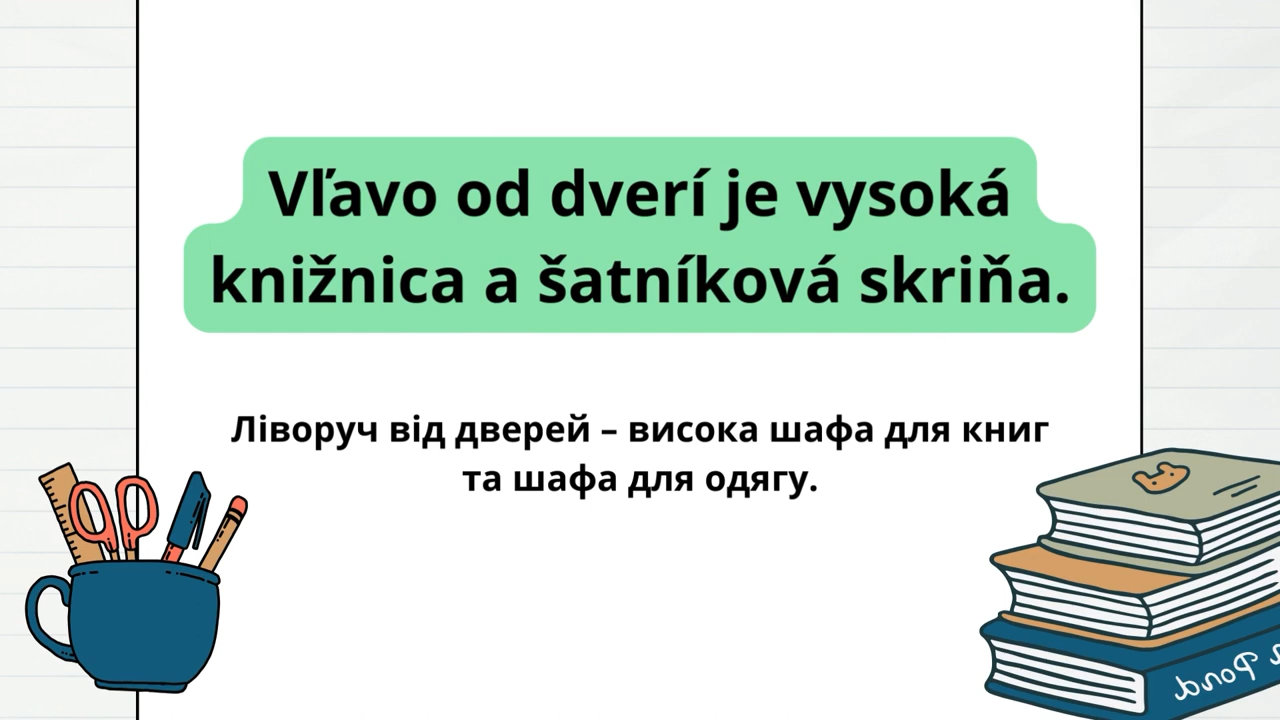 Vľavo od dverí je vysoká
knižnica a šatníková skriňa.
Ліворуч від дверей – висока шафа для книг
та шафа для одягу.